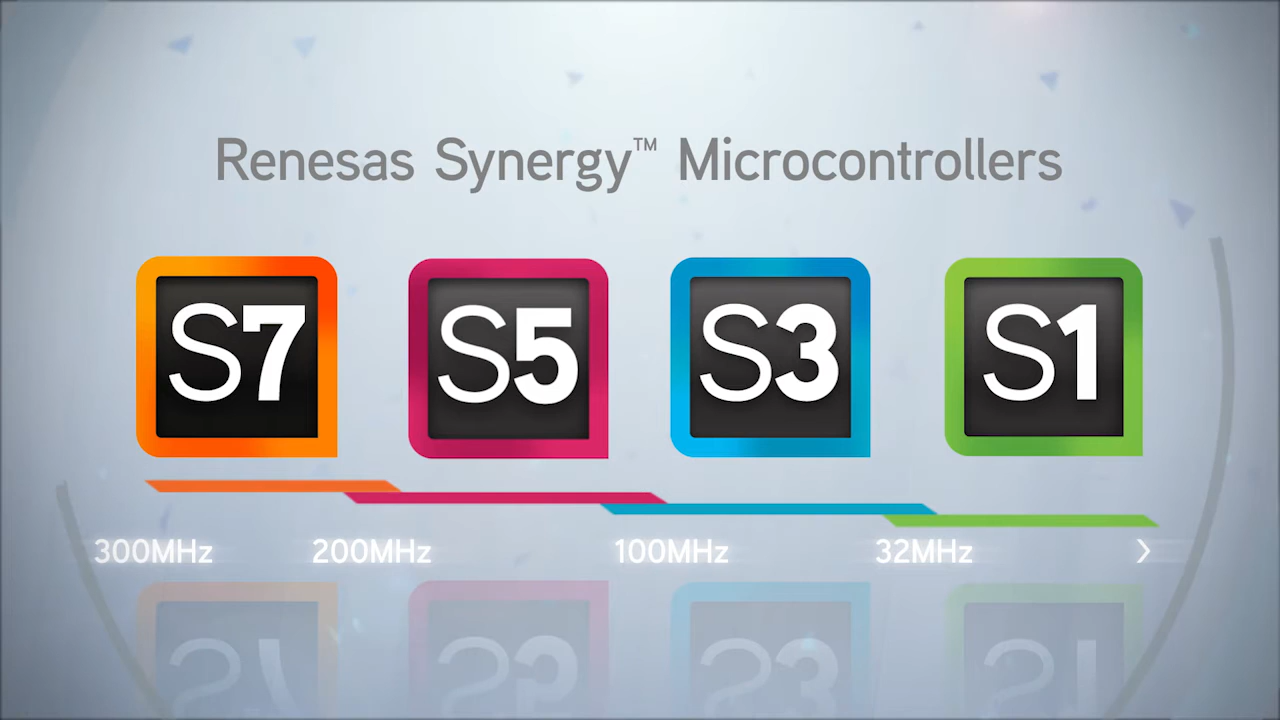 Renesas Synergy™ Microcontrollers
S7 S5 S3 S1
300MHz 200MHz 100MHz 32MHz